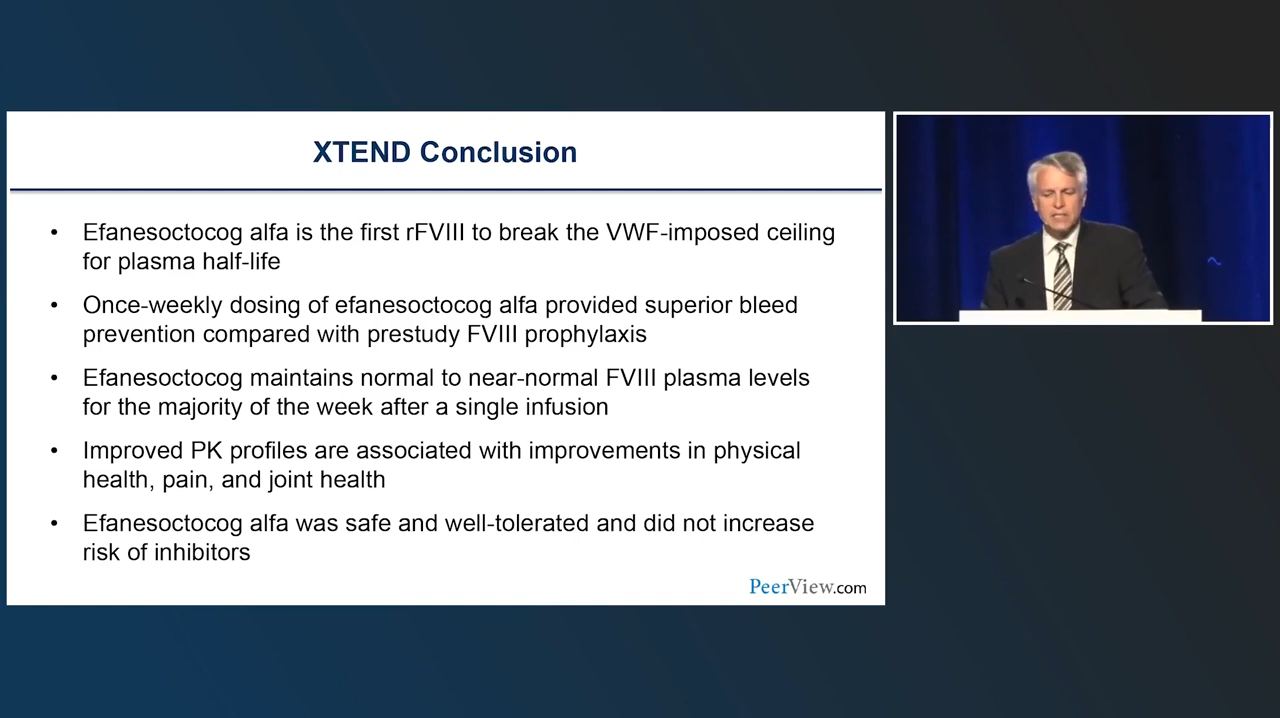 XTEND Conclusion
• Efanesoctocog alfa is the first rFVIII to break the VWF-imposed ceiling
for plasma half-life
• Once-weekly dosing of efanesoctocog alfa provided superior bleed
prevention compared with prestudy FVIII prophylaxis
• Efanesoctocog maintains normal to near-normal FVIII plasma levels
for the majority of the week after a single infusion
• Improved PK profiles are associated with improvements in physical
health, pain, and joint health
• Efanesoctocog alfa was safe and well-tolerated and did not increase
risk of inhibitors
PeerView.com